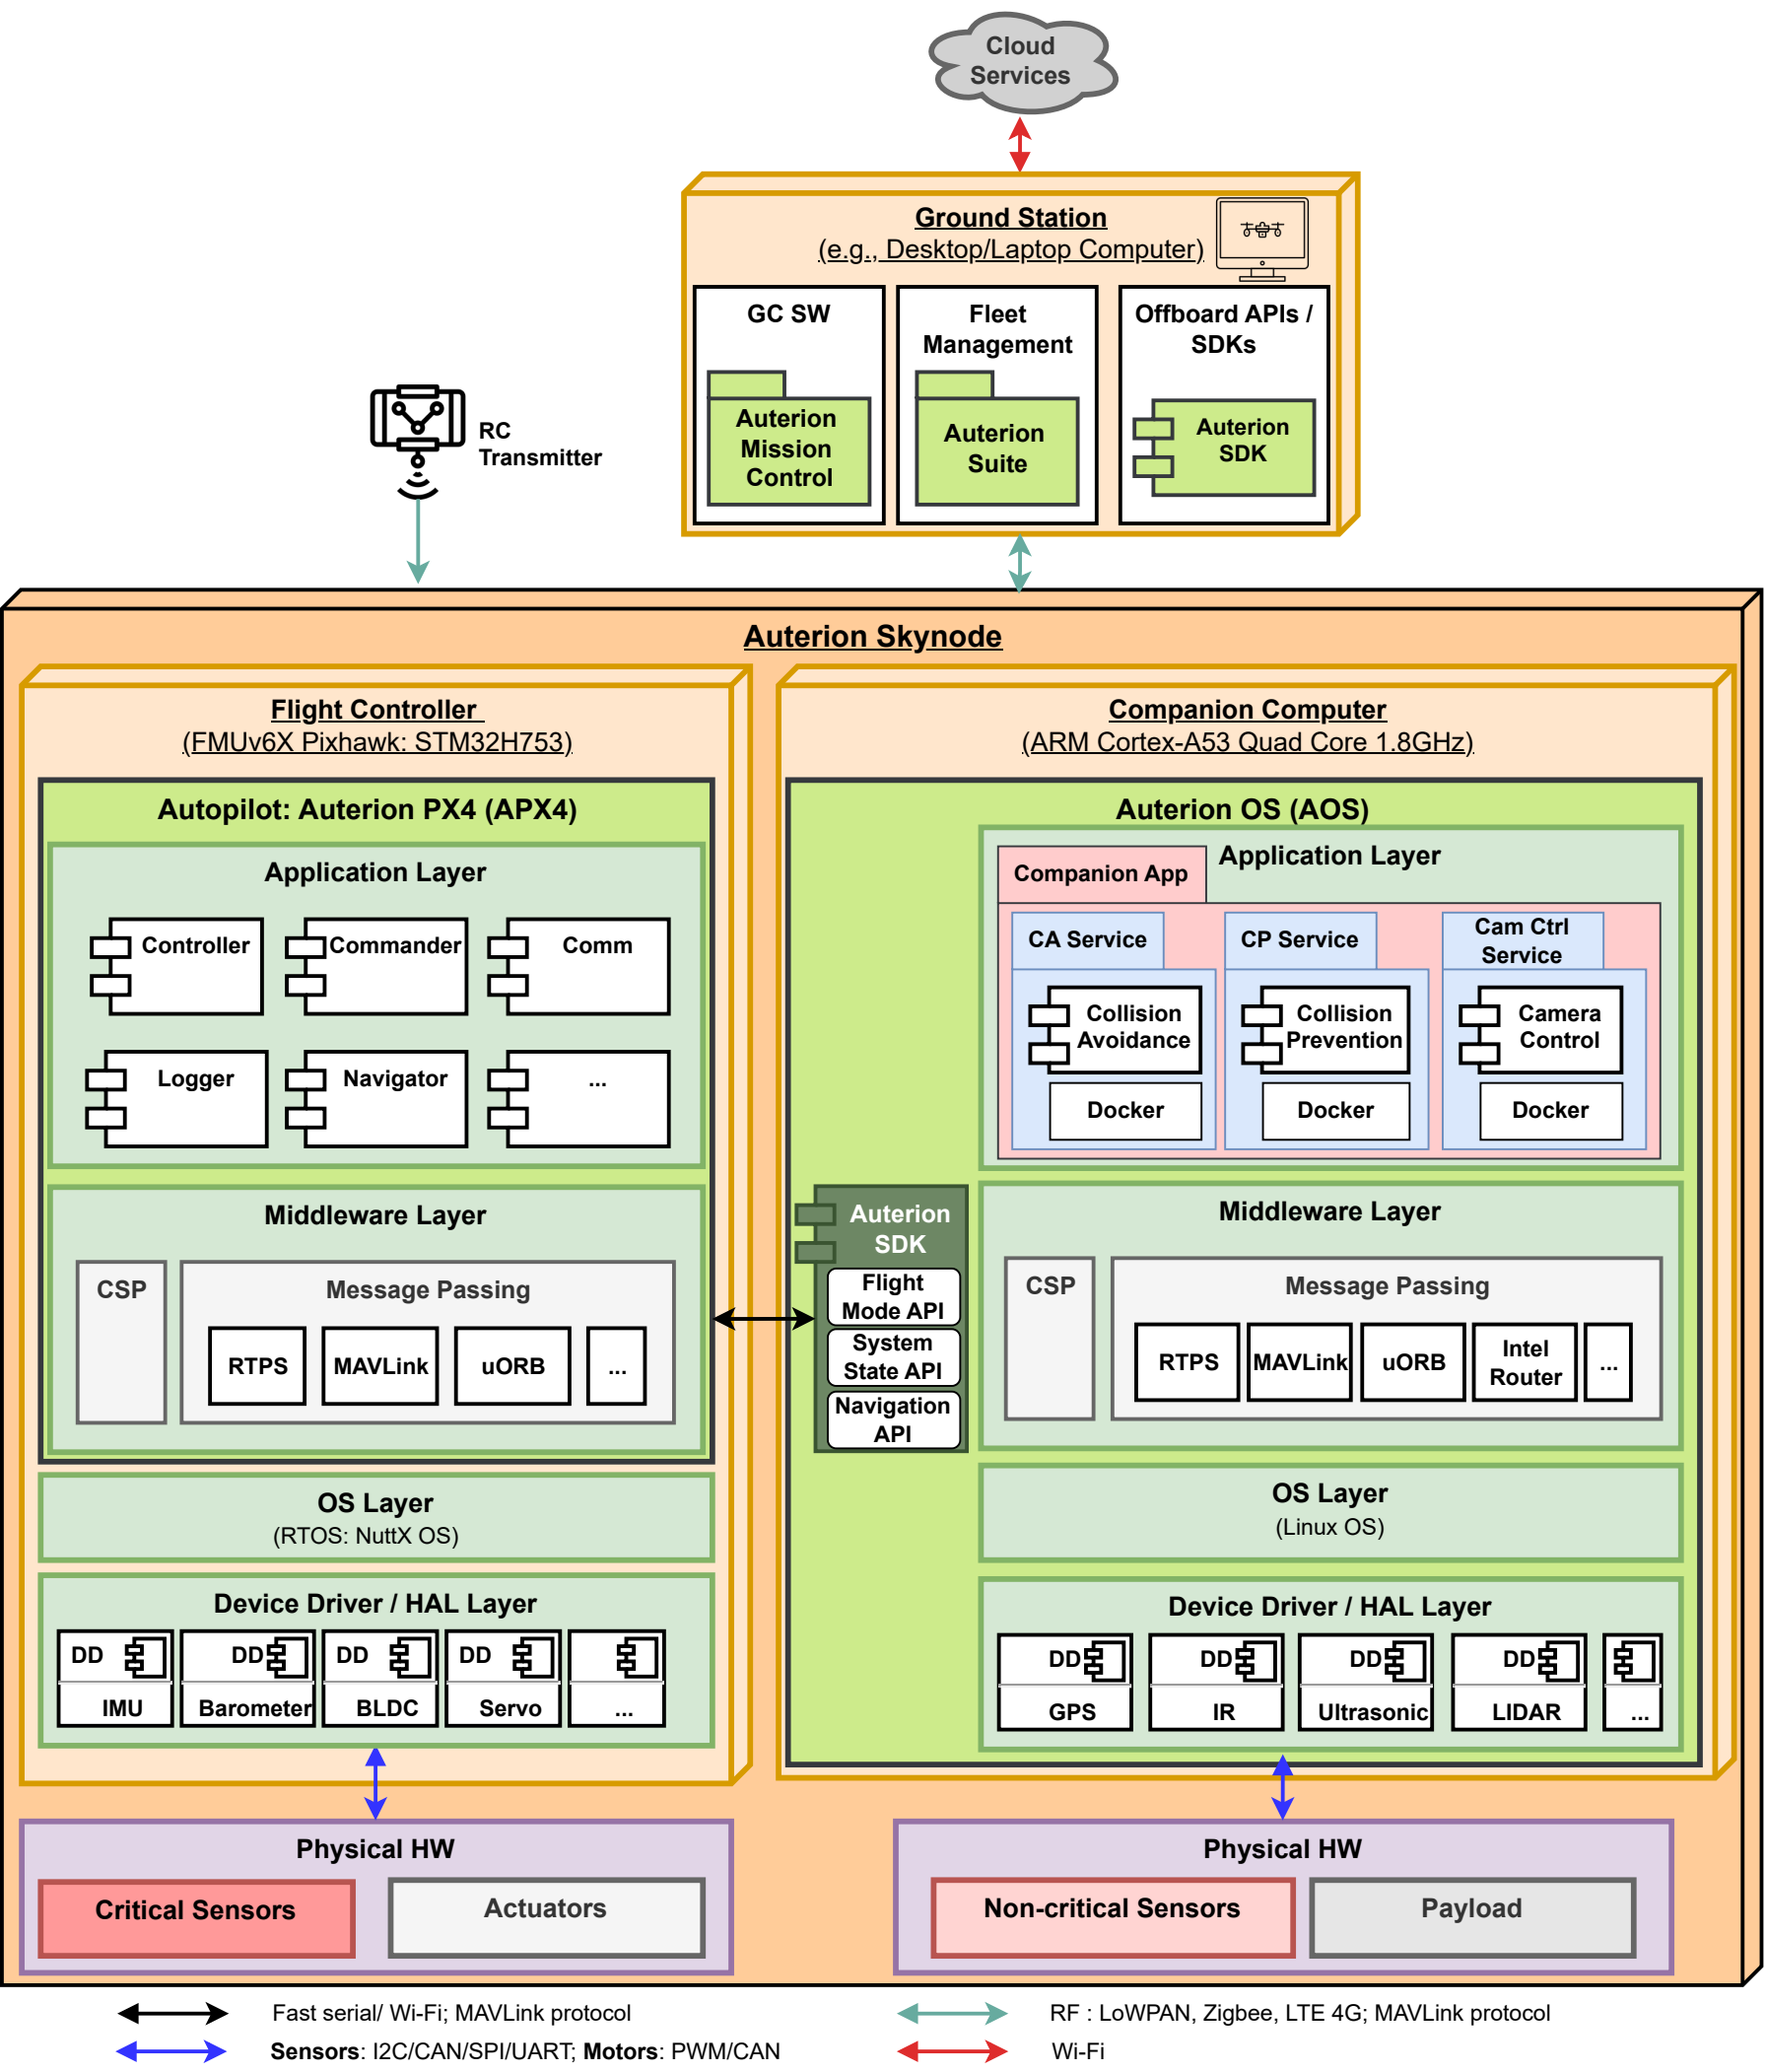 Cloud
Services
Ground Station
(e.g., Desktop/Laptop Computer)
GC SW
Auterion
Mission
Control
Fleet
Management
Auterion
Suite
Offboard APIs /
SDKs
Auterion
SDK
RC
Transmitter
Auterion Skynode
Flight Controller
(FMUv6X Pixhawk: STM32H753)
Autopilot: Auterion PX4 (APX4)
Application Layer
Controller
Commander
Comm
Logger
Navigator
...
Middleware Layer
CSP
Message Passing
RTPS
MAVLink
uORB
...
OS Layer
(RTOS: NuttX OS)
Device Driver / HAL Layer
DD
IMU
DD
Barometer
DD
BLDC
DD
Servo
...
Physical HW
Critical Sensors
Actuators
Companion Computer
(ARM Cortex-A53 Quad Core 1.8GHz)
Auterion OS (AOS)
Application Layer
Companion App
CA Service
Collision
Avoidance
Docker
CP Service
Collision
Prevention
Docker
Cam Ctrl
Service
Camera
Control
Docker
Auterion
SDK
Flight
Mode API
System
State API
Navigation
API
Middleware Layer
CSP
Message Passing
RTPS
MAVLink
uORB
Intel
Router
...
OS Layer
(Linux OS)
Device Driver / HAL Layer
DD
GPS
DD
IR
DD
Ultrasonic
DD
LIDAR
...
Physical HW
Non-critical Sensors
Payload
Fast serial/ Wi-Fi; MAVLink protocol
RF : LoWPAN, Zigbee, LTE 4G; MAVLink protocol
Sensors: I2C/CAN/SPI/UART; Motors: PWM/CAN
Wi-Fi